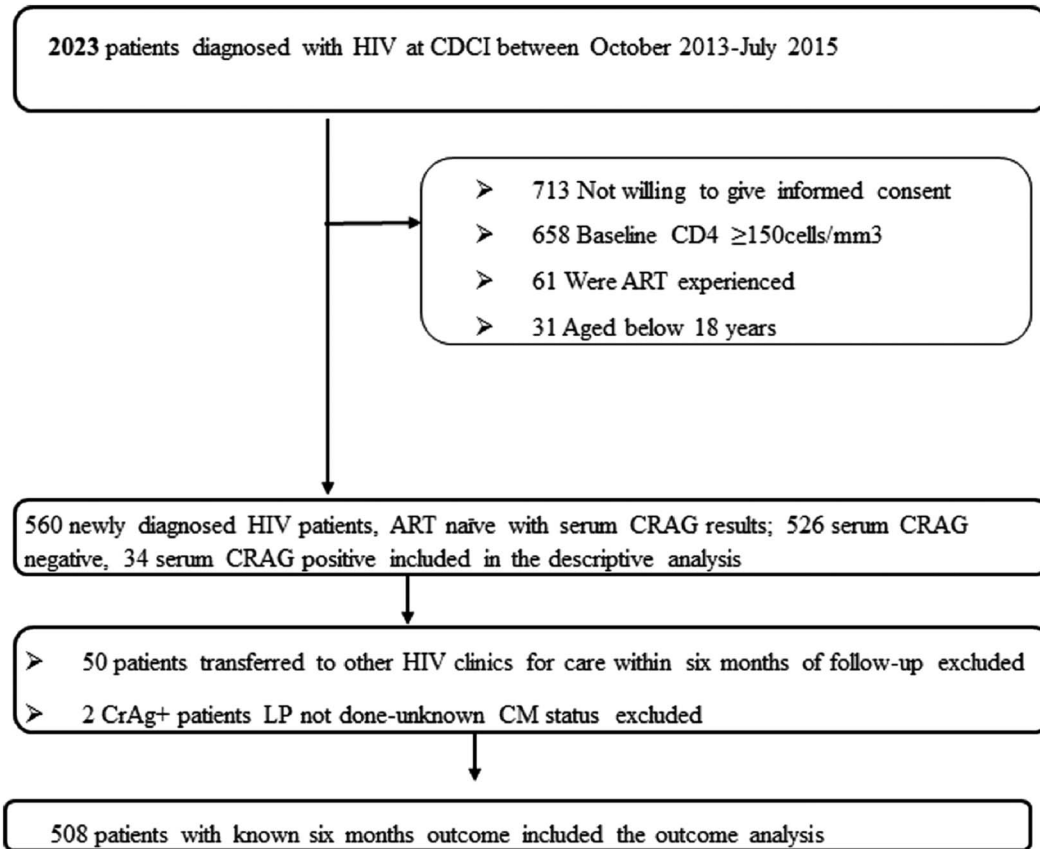 2023 patients diagnosed with HIV at CDCI between October 2013-July 2015
➢ 713 Not willing to give informed consent
➢ 658 Baseline CD4 ≥150cells/mm3
➢ 61 Were ART experienced
➢ 31 Aged below 18 years
560 newly diagnosed HIV patients, ART naïve with serum CRAG results; 526 serum CRAG
negative, 34 serum CRAG positive included in the descriptive analysis
➢ 50 patients transferred to other HIV clinics for care within six months of follow-up excluded
➢ 2 CrAg+ patients LP not done-unknown CM status excluded
508 patients with known six months outcome included the outcome analysis